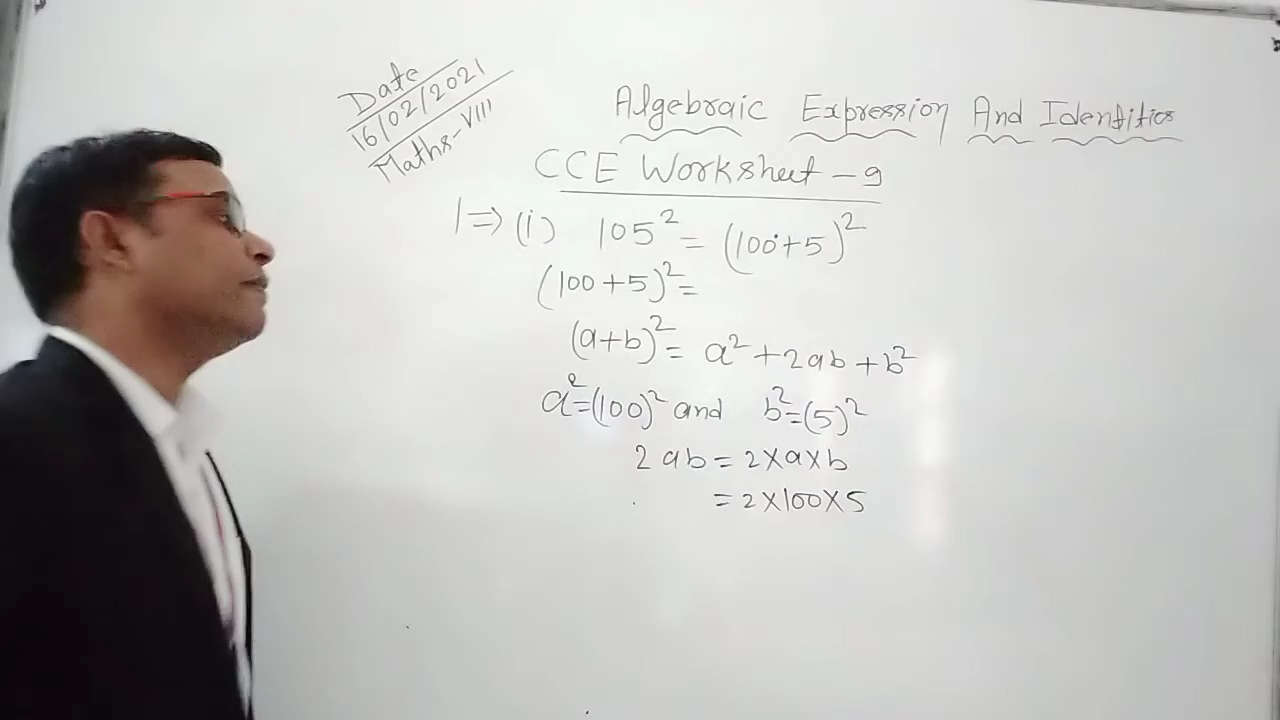 Date
16/02/2021
Maths-VIII
Algebraic Expression And Identities
CCE Worksheet - 9
1⇒ (i) 105² = (100+5)²
(100+5)² =
(a+b)² = a² + 2ab + b²
a²=(100)² and b²=(5)²
2ab = 2×a×b
= 2×100×5